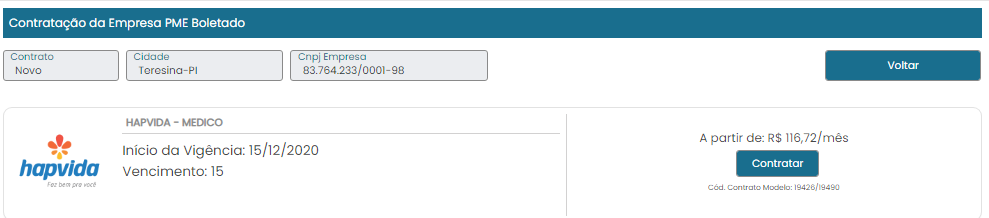 Contratação da Empresa PME Boletado
Contrato
Novo
Cidade
Teresina-PI
Cnpj Empresa
83.764.233/0001-98
Voltar
hapvida
Faz bem pra você
HAPVIDA - MEDICO
Início da Vigência: 15/12/2020
Vencimento: 15
A partir de: R$ 116,72/mês
Contratar
Cód. Contrato Modelo: 19426/19490